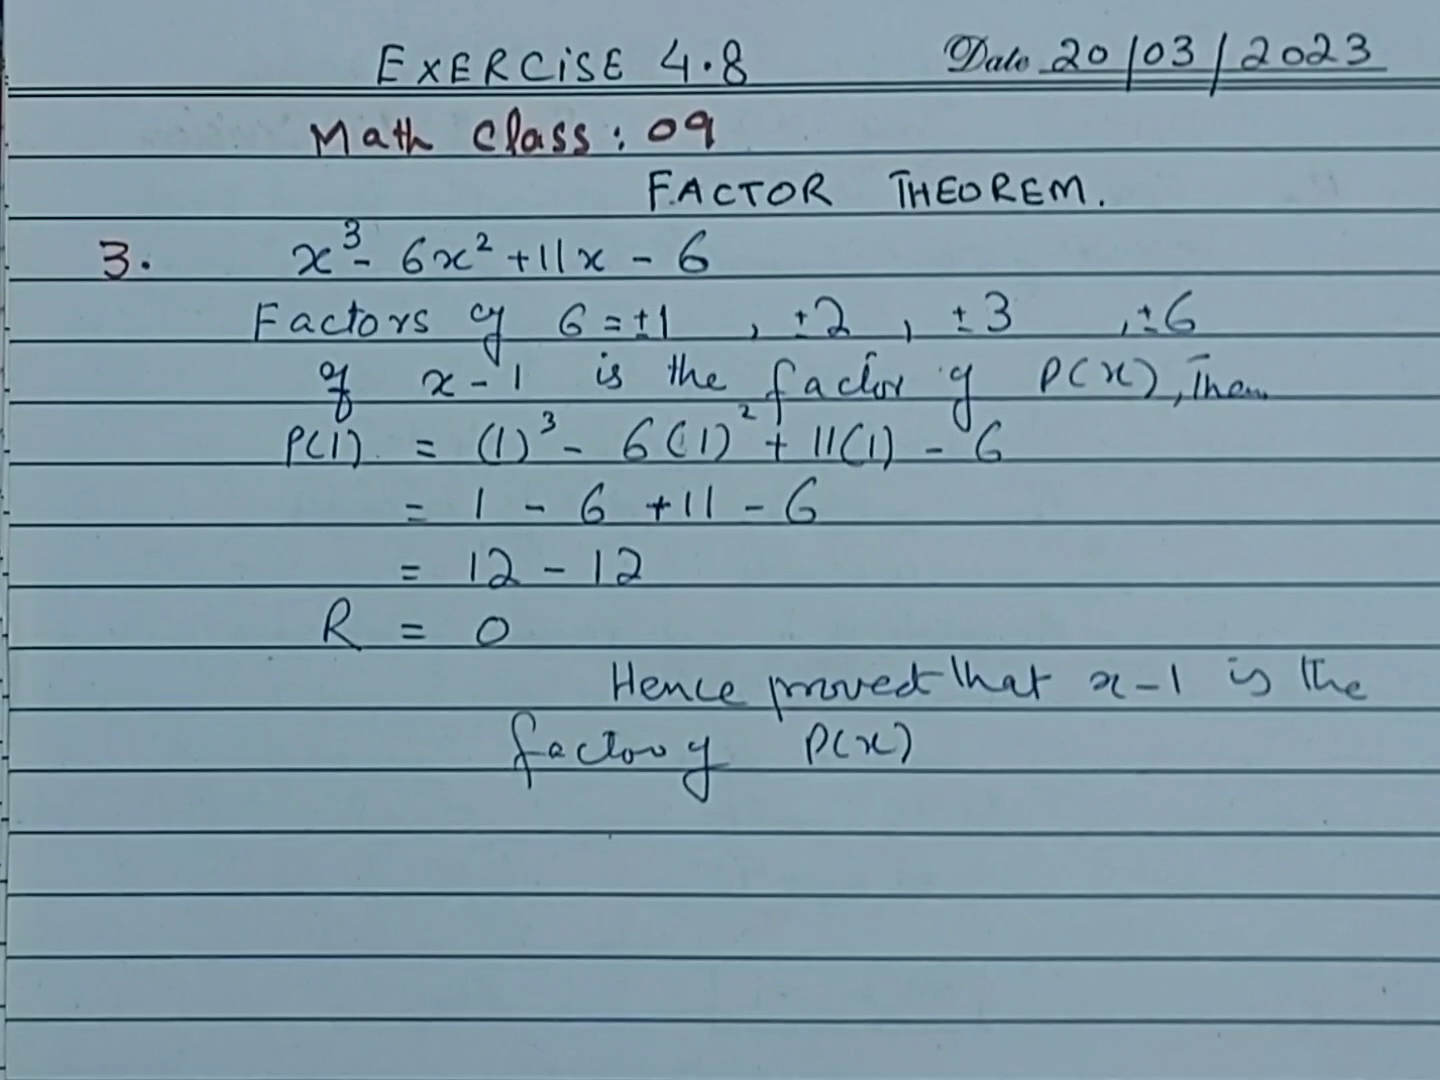 EXERCISE 4.8 Date 20/03/2023
Math Class: 09
FACTOR THEOREM.
3. x³ - 6x² + 11x - 6
Factors of 6 = ±1 , ±2 , ±3 , ±6
If x - 1 is the factor of P(x), Then
P(1) = (1)³ - 6(1)² + 11(1) - 6
= 1 - 6 + 11 - 6
= 12 - 12
R = 0
Hence proved that x-1 is the
factor of P(x)